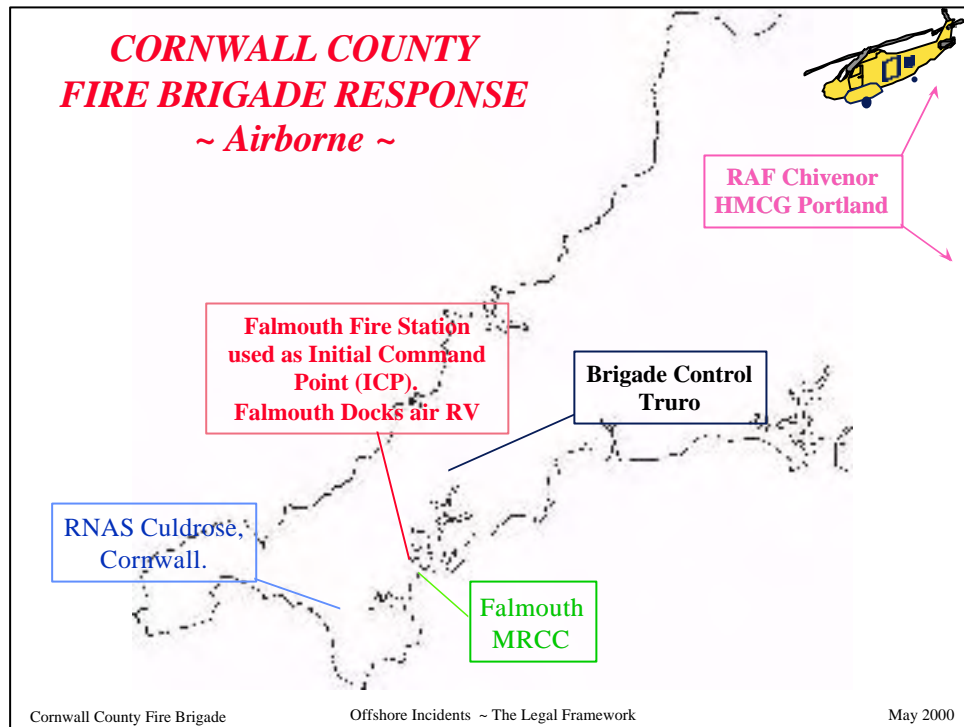 CORNWALL COUNTY
FIRE BRIGADE RESPONSE
~ Airborne ~
RAF Chivenor
HMCG Portland
Falmouth Fire Station
used as Initial Command
Point (ICP).
Falmouth Docks air RV
Brigade Control
Truro
RNAS Culdrose,
Cornwall.
Falmouth
MRCC
Cornwall County Fire Brigade
Offshore Incidents ~ The Legal Framework
May 2000